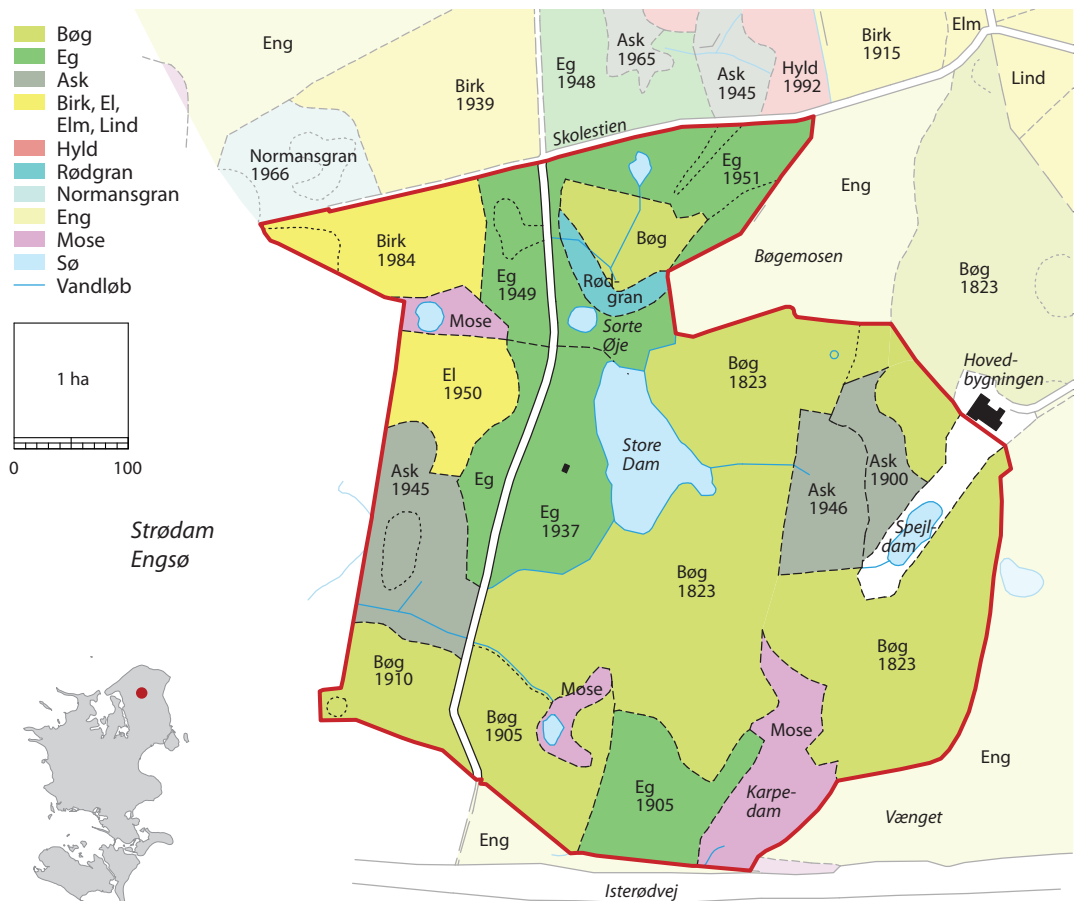 Bøg
Eg
Ask
Birk, El,
Elm, Lind
Hyld
Rødgran
Normansgran
Eng
Mose
Sø
Vandløb
1 ha
0
100
Eng
Birk
1939
Eg
1948
Ask
1965
Ask
1945
Hyld
1992
Birk
1915
Elm
Lind
Normansgran
1966
Skolestien
Eg
1951
Eng
Birk
1984
Eg
1949
Bøg
Rød-
gran
Bøgemosen
Bøg
1823
Mose
Sorte
Øje
El
1950
Bøg
1823
Hoved-
bygningen
Store
Dam
Ask
1945
Eg
Eg
1937
Ask
1946
Ask
1900
Spejl-
dam
Strødam
Engsø
Bøg
1823
Bøg
1823
Bøg
1910
Bøg
1905
Mose
Mose
Eg
1905
Karpe-
dam
Eng
Vænget
Eng
Isterødvej